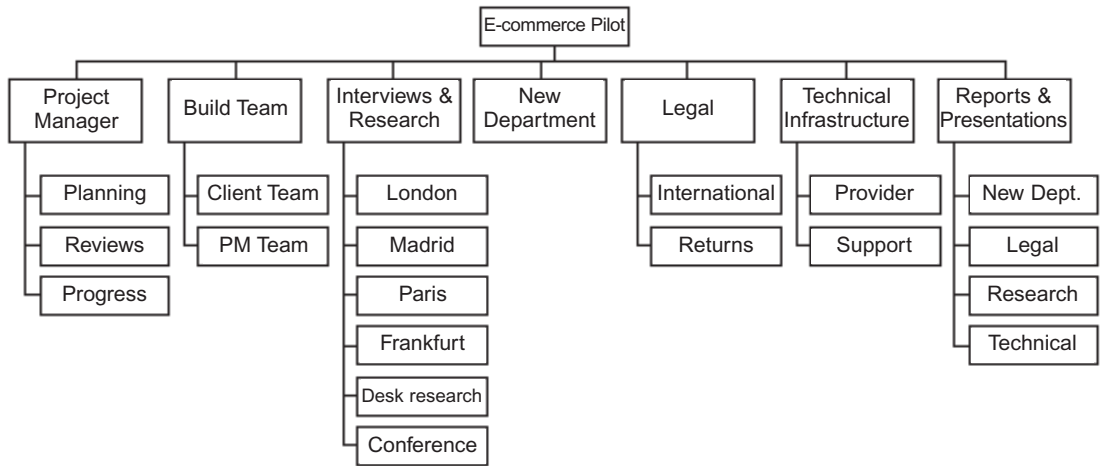 E-commerce Pilot
Project
Manager
Build Team
Interviews &
Research
New
Department
Legal
Technical
Infrastructure
Reports &
Presentations
Planning
Reviews
Progress
Client Team
PM Team
London
Madrid
Paris
Frankfurt
Desk research
Conference
International
Returns
Provider
Support
New Dept.
Legal
Research
Technical